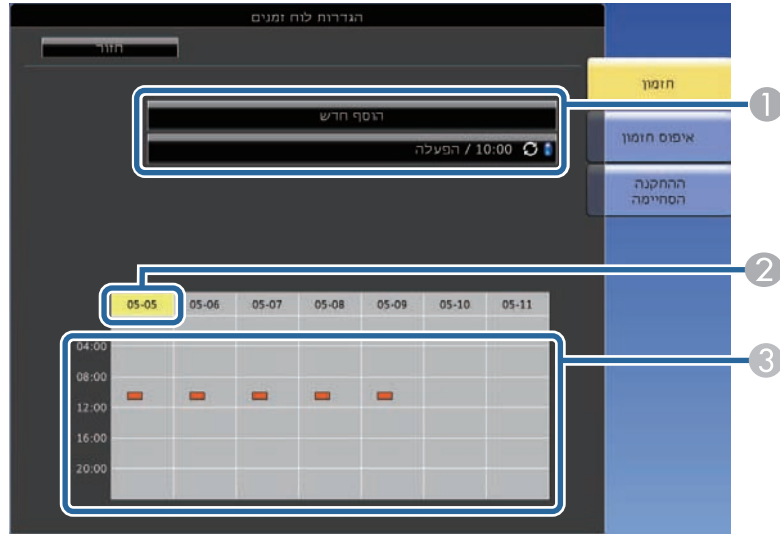 הגדרות לוח זמנים
חזור
חזמון
איפוס חזמון
ההתקנה
הסתיימה
הוסף חדש
10:00 / הפעלה
1
2
3
05-05 05-06 05-07 05-08 05-09 05-10 05-11
04:00
08:00
12:00
16:00
20:00